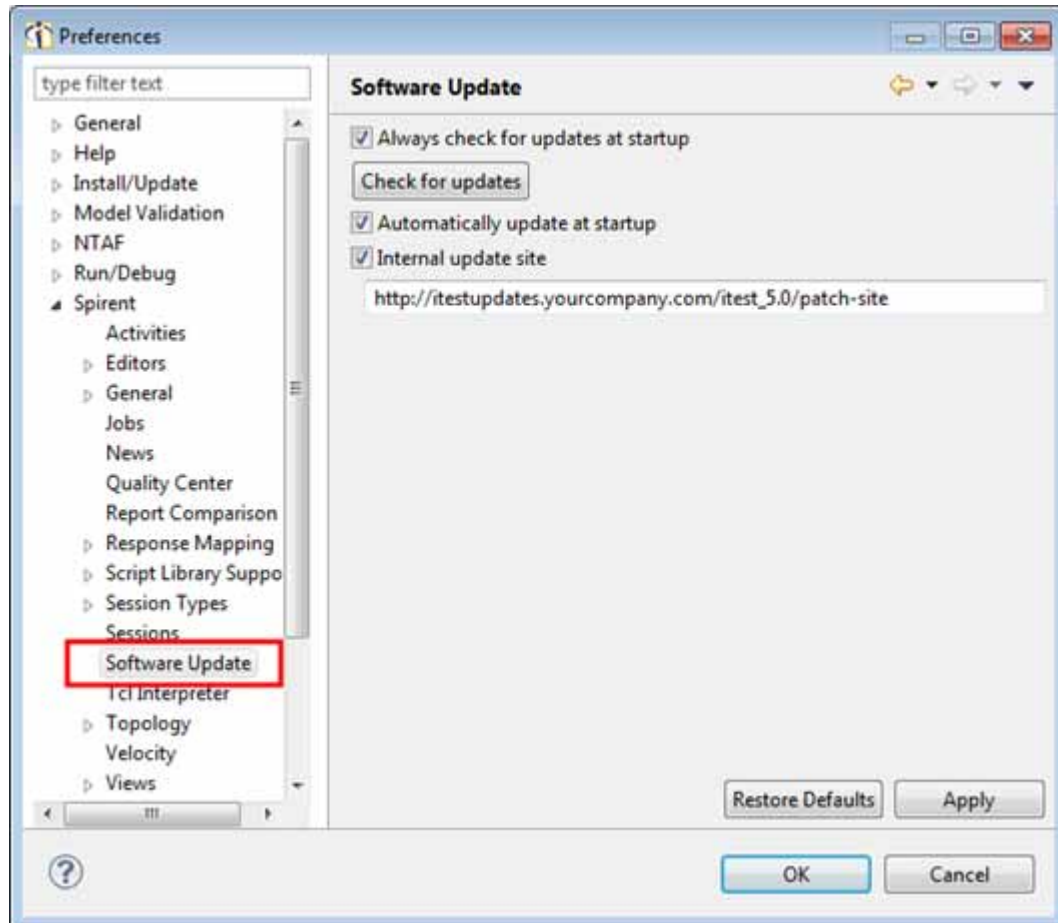 Preferences
type filter text
General
Help
Install/Update
Model Validation
NTAF
Run/Debug
Spirent
Activities
Editors
General
Jobs
News
Quality Center
Report Comparison
Response Mapping
Script Library Suppo
Session Types
Sessions
Software Update
Tcl Interpreter
Topology
Velocity
Views
Software Update
Always check for updates at startup
Check for updates
Automatically update at startup
Internal update site
http://itestupdates.yourcompany.com/itest_5.0/patch-site
Restore Defaults
Apply
OK
Cancel